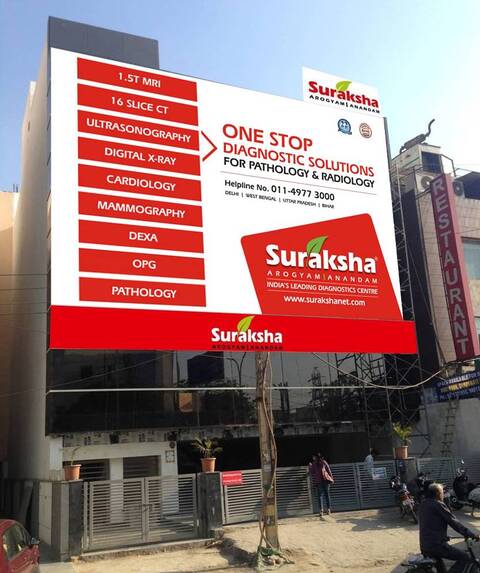 1.5T MRI
16 SLICE CT
ULTRASONOGRAPHY
DIGITAL X-RAY
CARDIOLOGY
MAMMOGRAPHY
DEXA
OPG
PATHOLOGY
Suraksha
AROGYAM | ANANDAM
ONE STOP
DIAGNOSTIC SOLUTIONS
FOR PATHOLOGY & RADIOLOGY
Helpline No. 011-4977 3000
DELHI | WEST BENGAL | UTTAR PRADESH | BIHAR
Suraksha®
AROGYAM | ANANDAM
INDIA'S LEADING DIAGNOSTICS CENTRE
www.surakshanet.com
Suraksha
AROGYAM | ANANDAM
RESTAURANT